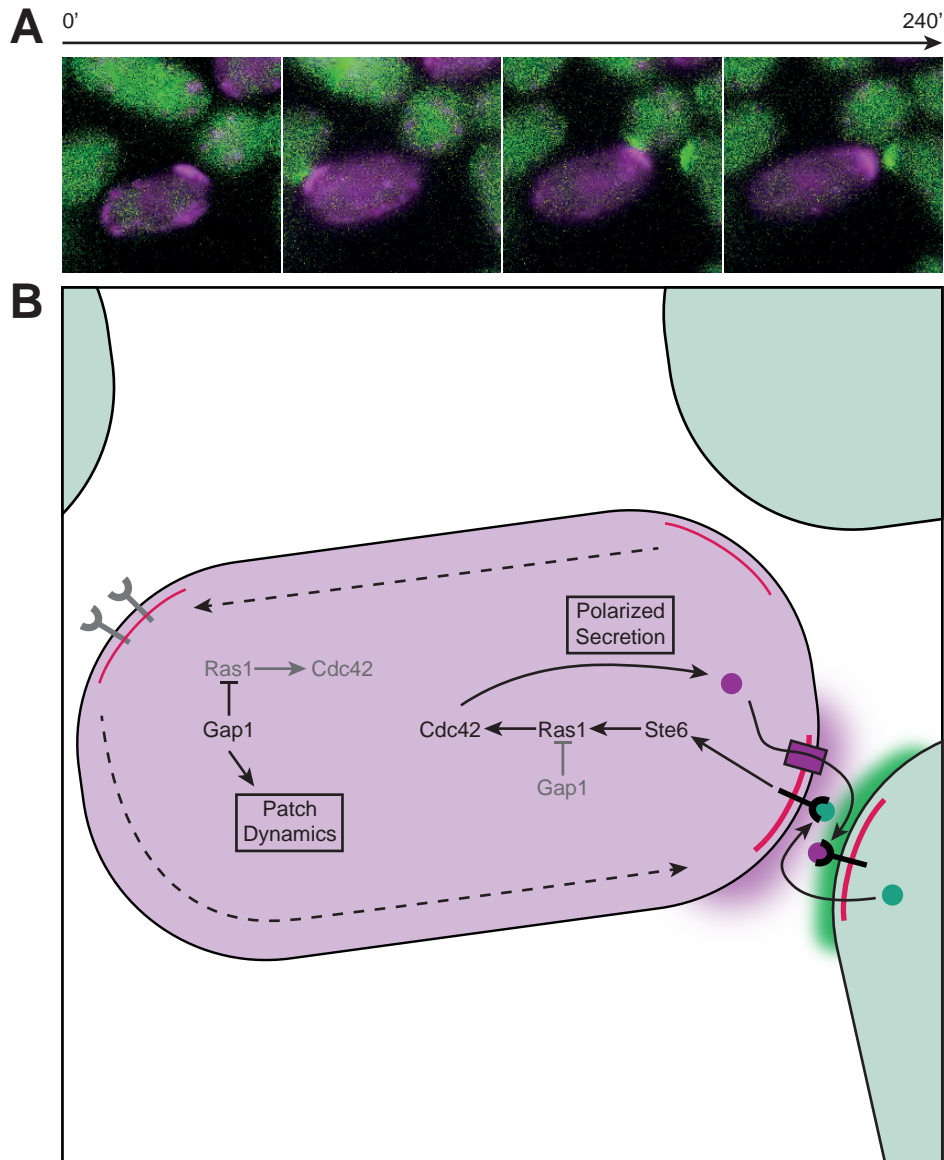 A
0’
240’
B
Polarized
Secretion
Ras1
Cdc42
Gap1
Cdc42
Ras1
Ste6
Gap1
Patch
Dynamics